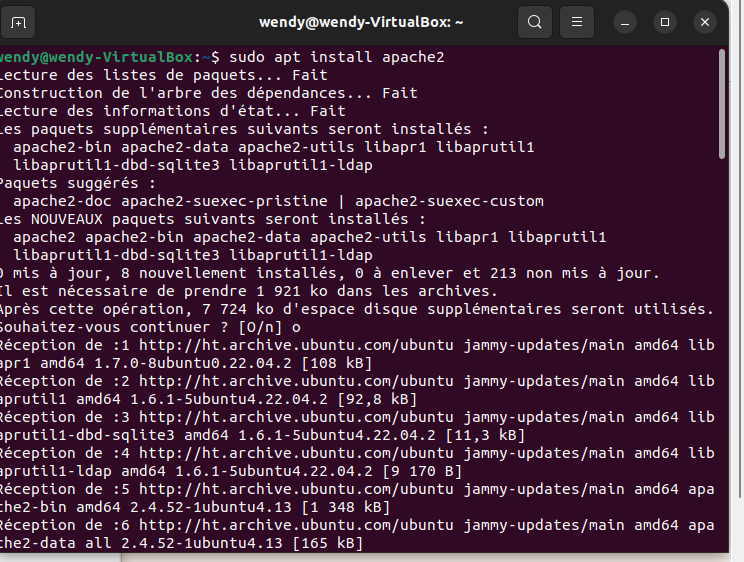 wendy@wendy-VirtualBox: ~
wendy@wendy-VirtualBox:~$ sudo apt install apache2
Lecture des listes de paquets... Fait
Construction de l'arbre des dépendances... Fait
Lecture des informations d'état... Fait
Les paquets supplémentaires suivants seront installés :
  apache2-bin apache2-data apache2-utils libapr1 libaprutil1
  libaprutil1-dbd-sqlite3 libaprutil1-ldap
Paquets suggérés :
  apache2-doc apache2-suexec-pristine | apache2-suexec-custom
Les NOUVEAUX paquets suivants seront installés :
  apache2 apache2-bin apache2-data apache2-utils libapr1 libaprutil1
  libaprutil1-dbd-sqlite3 libaprutil1-ldap
0 mis à jour, 8 nouvellement installés, 0 à enlever et 213 non mis à jour.
Il est nécessaire de prendre 1 921 ko dans les archives.
Après cette opération, 7 724 ko d'espace disque supplémentaires seront utilisés.
Souhaitez-vous continuer ? [O/n] o
Réception de :1 http://ht.archive.ubuntu.com/ubuntu jammy-updates/main amd64 lib
apr1 amd64 1.7.0-8ubuntu0.22.04.2 [108 kB]
Réception de :2 http://ht.archive.ubuntu.com/ubuntu jammy-updates/main amd64 lib
aprutil1 amd64 1.6.1-5ubuntu4.22.04.2 [92,8 kB]
Réception de :3 http://ht.archive.ubuntu.com/ubuntu jammy-updates/main amd64 lib
aprutil1-dbd-sqlite3 amd64 1.6.1-5ubuntu4.22.04.2 [11,3 kB]
Réception de :4 http://ht.archive.ubuntu.com/ubuntu jammy-updates/main amd64 lib
aprutil1-ldap amd64 1.6.1-5ubuntu4.22.04.2 [9 170 B]
Réception de :5 http://ht.archive.ubuntu.com/ubuntu jammy-updates/main amd64 apa
che2-bin amd64 2.4.52-1ubuntu4.13 [1 348 kB]
Réception de :6 http://ht.archive.ubuntu.com/ubuntu jammy-updates/main amd64 apa
che2-data all 2.4.52-1ubuntu4.13 [165 kB]